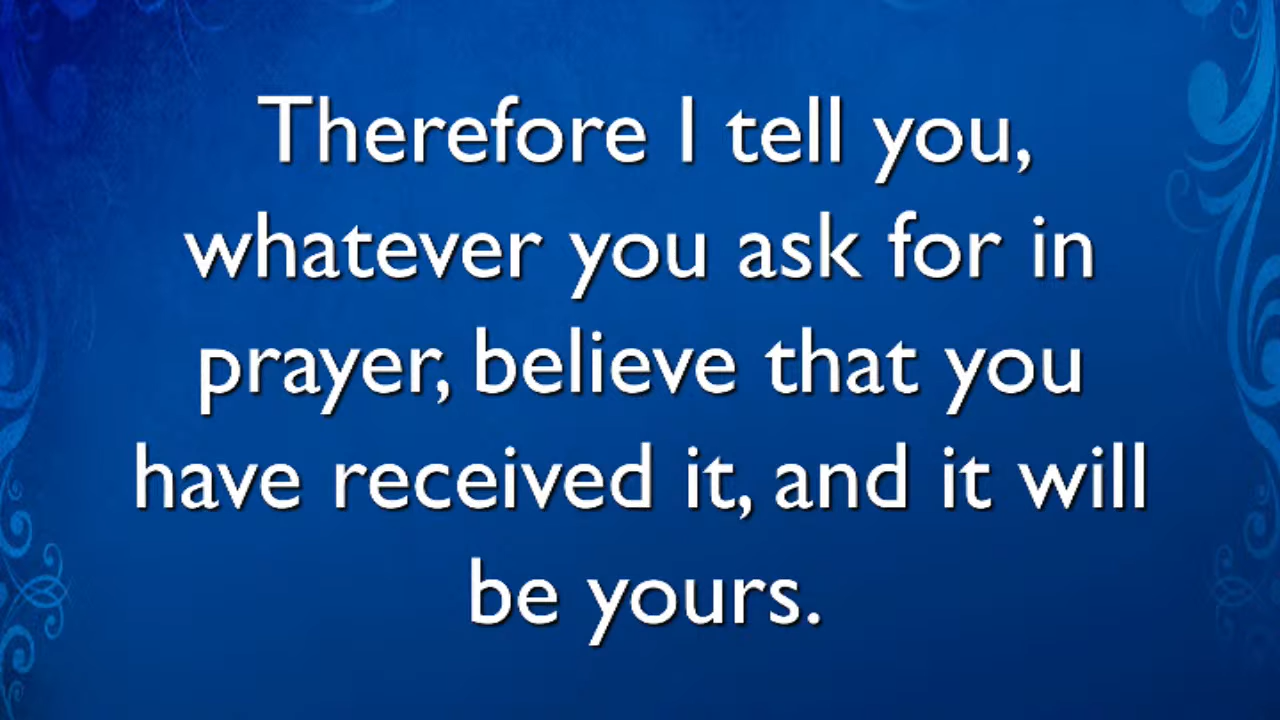 Therefore I tell you,
whatever you ask for in
prayer, believe that you
have received it, and it will
be yours.